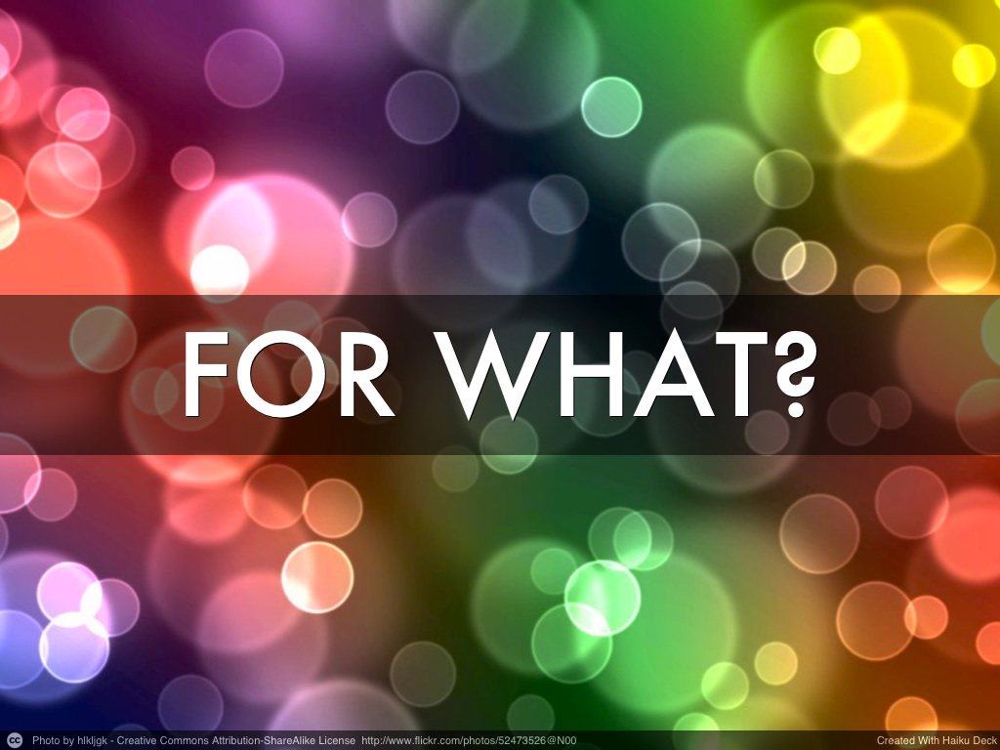 FOR WHAT?
cc Photo by hlkljgk - Creative Commons Attribution-ShareAlike License http://www.flickr.com/photos/52473526@N00
Created With Haiku Deck